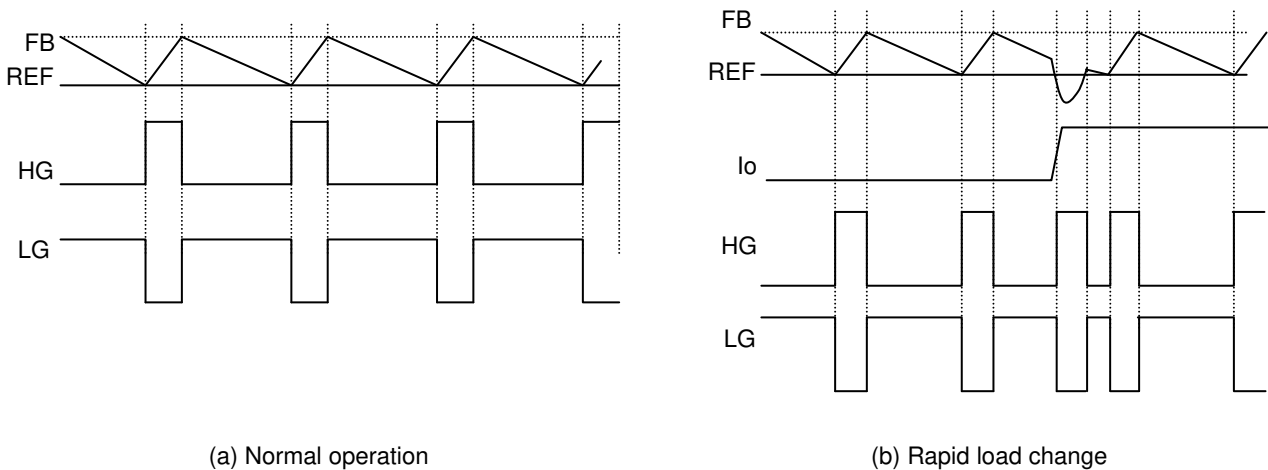 FB
REF
HG
LG
(a) Normal operation
FB
REF
Io
HG
LG
(b) Rapid load change